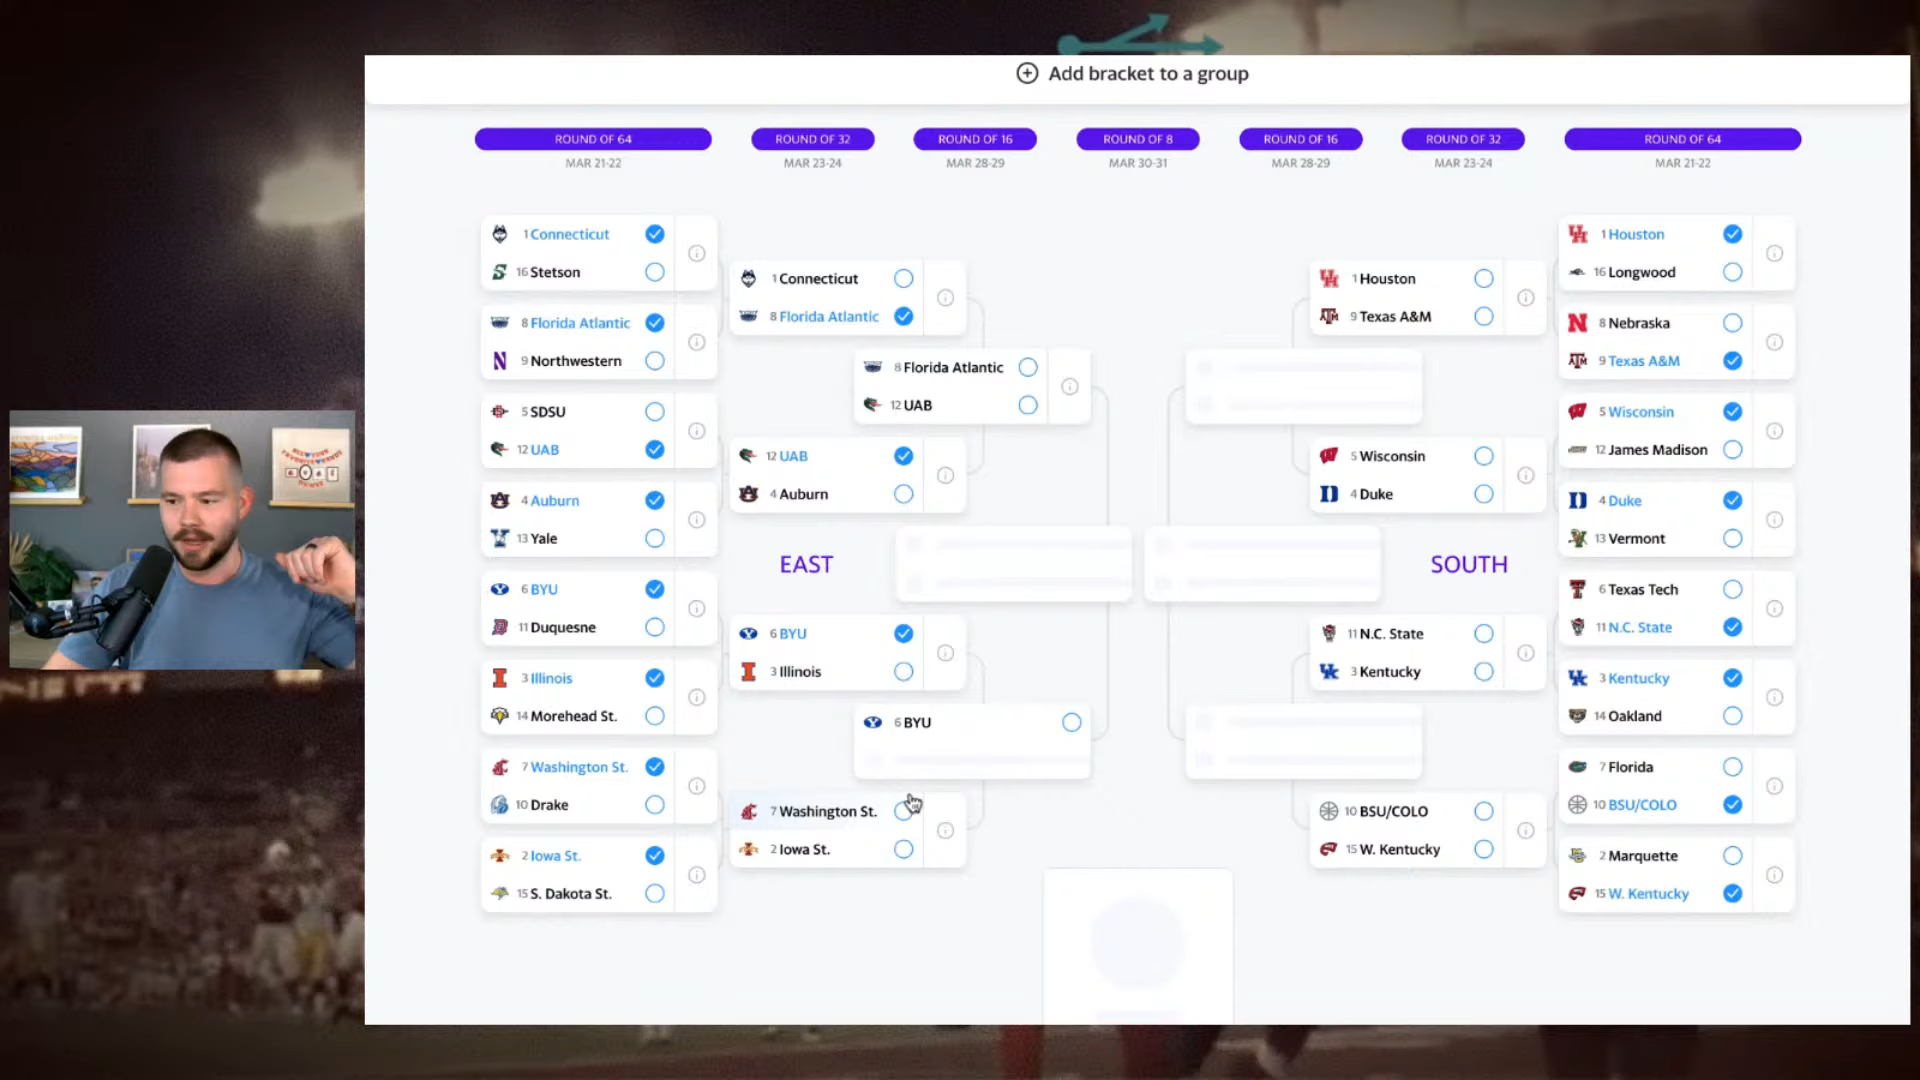 Add bracket to a group
ROUND OF 64
MAR 21-22
ROUND OF 32
MAR 23-24
ROUND OF 16
MAR 28-29
ROUND OF 8
MAR 30-31
ROUND OF 16
MAR 28-29
ROUND OF 32
MAR 23-24
ROUND OF 64
MAR 21-22
1 Connecticut
16 Stetson
8 Florida Atlantic
9 Northwestern
5 SDSU
12 UAB
4 Auburn
13 Yale
6 BYU
11 Duquesne
3 Illinois
14 Morehead St.
7 Washington St.
10 Drake
2 Iowa St.
15 S. Dakota St.
1 Connecticut
8 Florida Atlantic
12 UAB
4 Auburn
6 BYU
3 Illinois
7 Washington St.
2 Iowa St.
8 Florida Atlantic
12 UAB
6 BYU
EAST
SOUTH
1 Houston
9 Texas A&M
5 Wisconsin
4 Duke
11 N.C. State
3 Kentucky
10 BSU/COLO
15 W. Kentucky
1 Houston
16 Longwood
8 Nebraska
9 Texas A&M
5 Wisconsin
12 James Madison
4 Duke
13 Vermont
6 Texas Tech
11 N.C. State
3 Kentucky
14 Oakland
7 Florida
10 BSU/COLO
2 Marquette
15 W. Kentucky